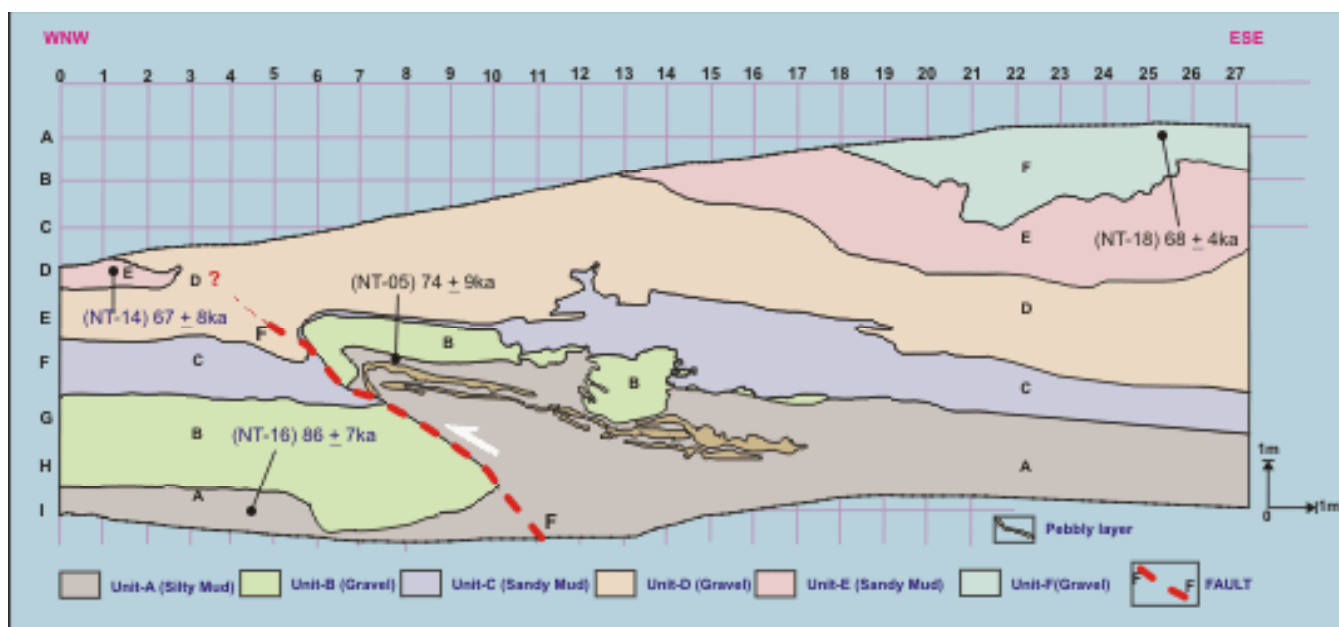 WNW ESE
0 1 2 3 4 5 6 7 8 9 10 11 12 13 14 15 16 17 18 19 20 21 22 23 24 25 26 27
A
B
F
C
E
(NT-18) 68 ± 4ka
D
E
D ?
(NT-05) 74 ± 9ka
D
(NT-14) 67 ± 8ka
E
F
B
F
C
B
C
G
B
(NT-16) 86 ± 7ka
H
A
A
1m
I
F
0
1m
Pebbly layer
Unit-A (Silty Mud) Unit-B (Gravel) Unit-C (Sandy Mud) Unit-D (Gravel) Unit-E (Sandy Mud) Unit-F(Gravel) F F FAULT